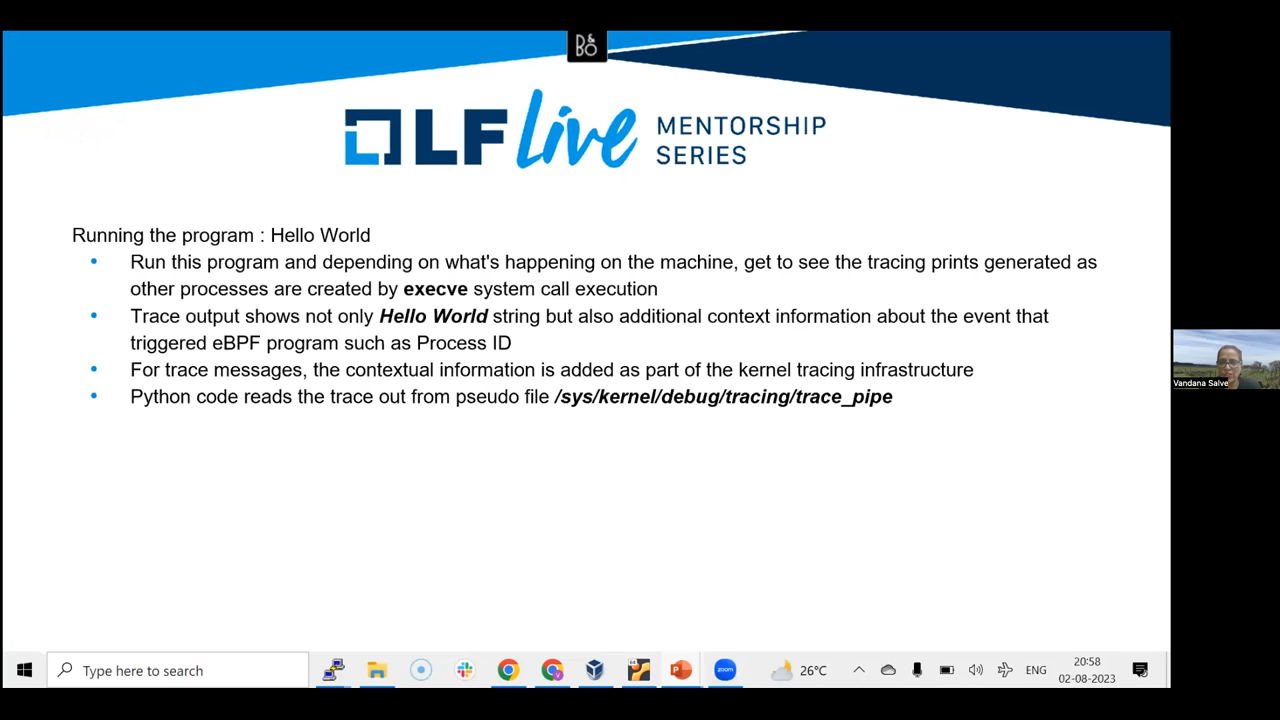 B&O
LF Live MENTORSHIP
SERIES
Running the program : Hello World
• Run this program and depending on what's happening on the machine, get to see the tracing prints generated as
other processes are created by execve system call execution
• Trace output shows not only Hello World string but also additional context information about the event that
triggered eBPF program such as Process ID
• For trace messages, the contextual information is added as part of the kernel tracing infrastructure
• Python code reads the trace out from pseudo file /sys/kernel/debug/tracing/trace_pipe
Vandana Salve
Type here to search
zoom
26°C
ENG
20:58
02-08-2023